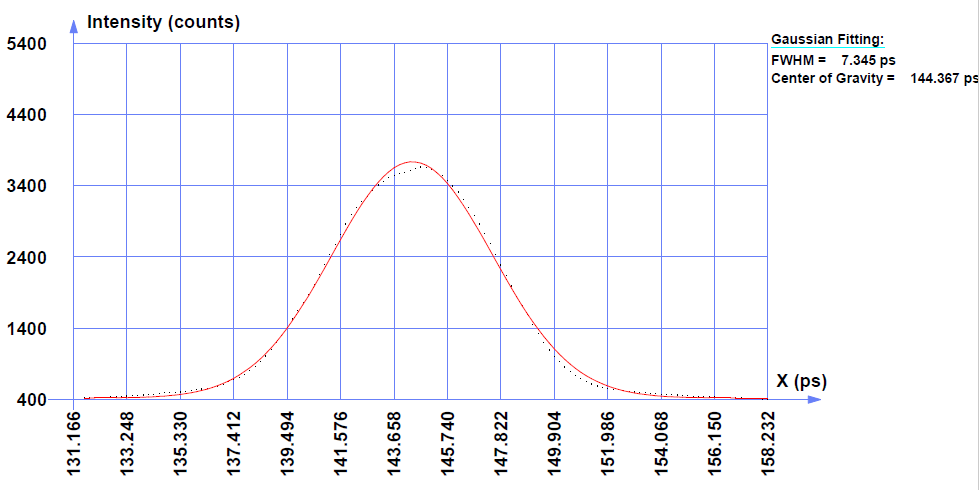 Intensity (counts)
5400
4400
3400
2400
1400
400
131.166 133.248 135.330 137.412 139.494 141.576 143.658 145.740 147.822 149.904 151.986 154.068 156.150 158.232
X (ps)
Gaussian Fitting:
FWHM = 7.345 ps
Center of Gravity = 144.367 ps